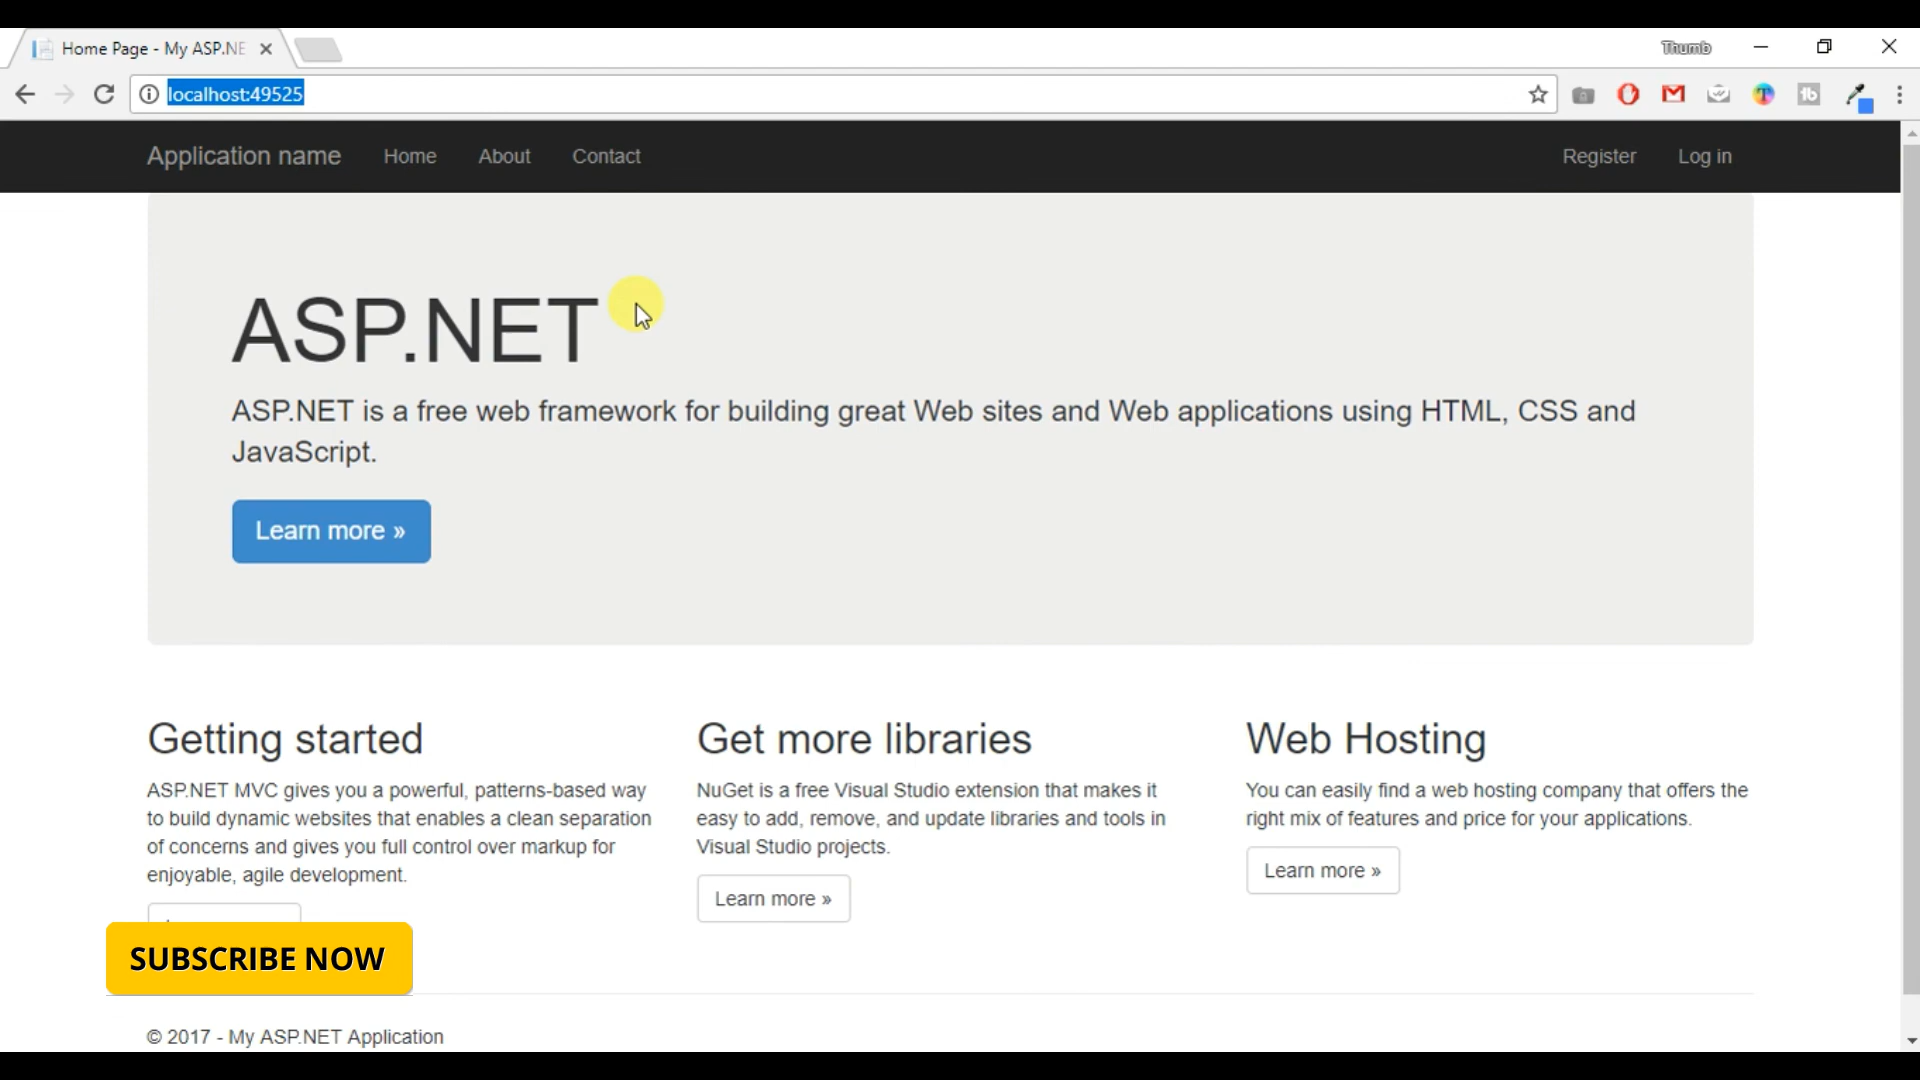 Home Page - My ASP.NE
Thumb
localhost:49525
Application name
Home
About
Contact
Register
Log in
ASP.NET
ASP.NET is a free web framework for building great Web sites and Web applications using HTML, CSS and
JavaScript.
Learn more »
Getting started
ASP.NET MVC gives you a powerful, patterns-based way
to build dynamic websites that enables a clean separation
of concerns and gives you full control over markup for
enjoyable, agile development.
Get more libraries
NuGet is a free Visual Studio extension that makes it
easy to add, remove, and update libraries and tools in
Visual Studio projects.
Learn more »
Web Hosting
You can easily find a web hosting company that offers the
right mix of features and price for your applications.
Learn more »
SUBSCRIBE NOW
© 2017 - My ASP.NET Application